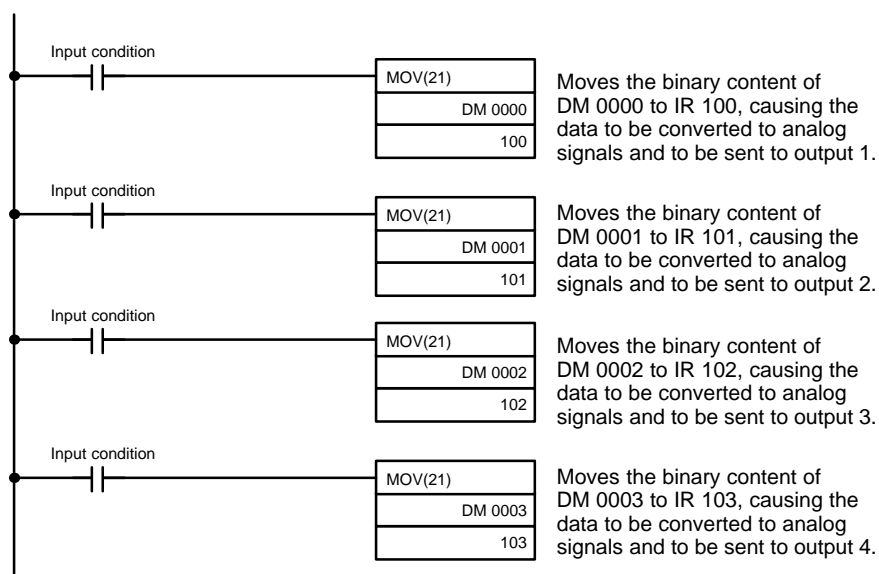 Input condition
MOV(21)
DM 0000
100
Moves the binary content of
DM 0000 to IR 100, causing the
data to be converted to analog
signals and to be sent to output 1.
Input condition
MOV(21)
DM 0001
101
Moves the binary content of
DM 0001 to IR 101, causing the
data to be converted to analog
signals and to be sent to output 2.
Input condition
MOV(21)
DM 0002
102
Moves the binary content of
DM 0002 to IR 102, causing the
data to be converted to analog
signals and to be sent to output 3.
Input condition
MOV(21)
DM 0003
103
Moves the binary content of
DM 0003 to IR 103, causing the
data to be converted to analog
signals and to be sent to output 4.